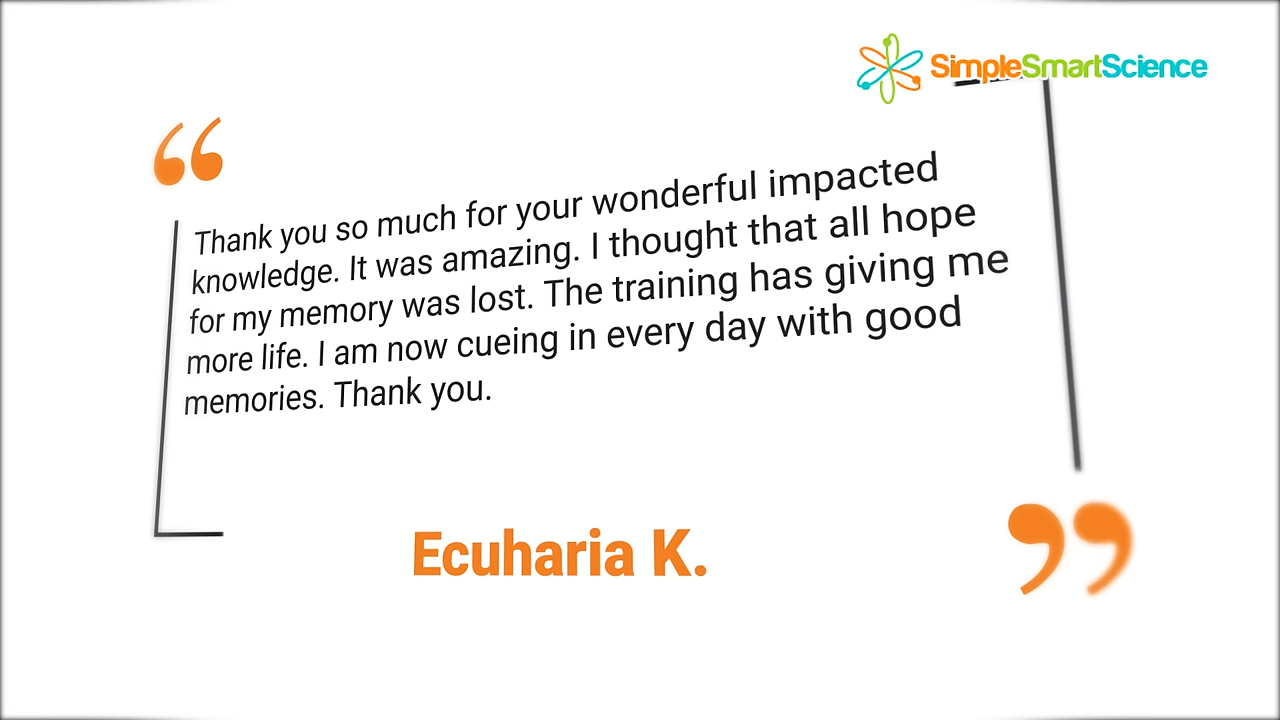 SimpleSmartScience
“
Thank you so much for your wonderful impacted
knowledge. It was amazing. I thought that all hope
for my memory was lost. The training has giving me
more life. I am now cueing in every day with good
memories. Thank you.
Ecuharia K.
”